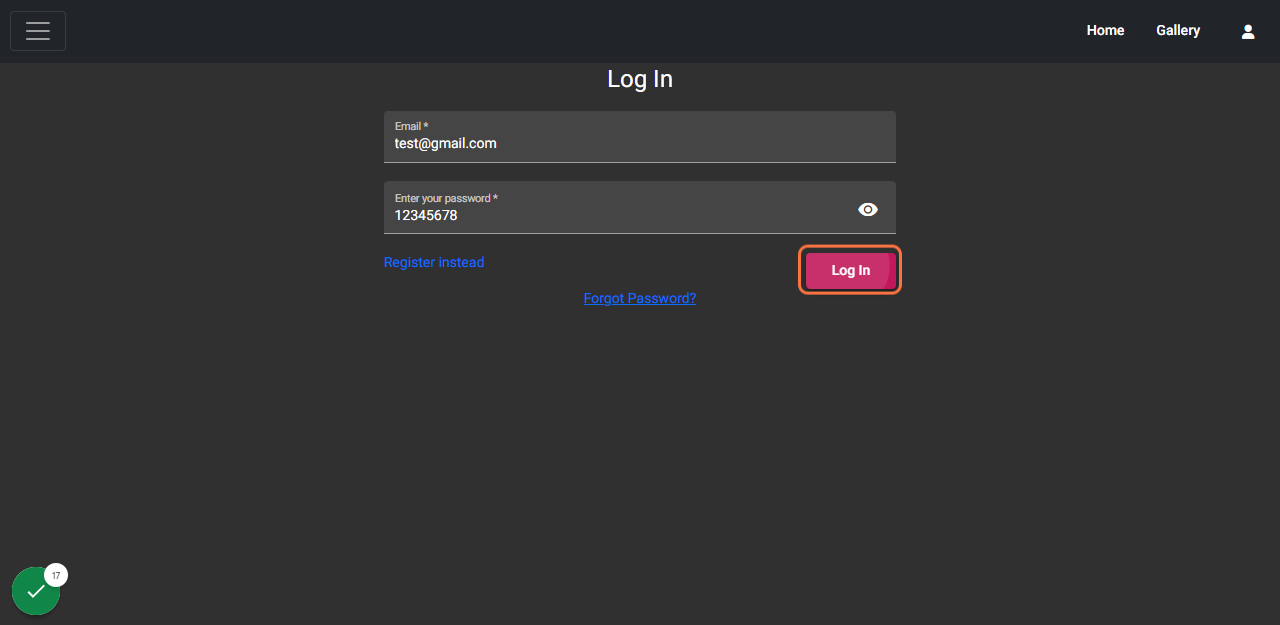 Home Gallery
Log In
Email *
test@gmail.com
Enter your password *
12345678
Register instead
Log In
Forgot Password?
17